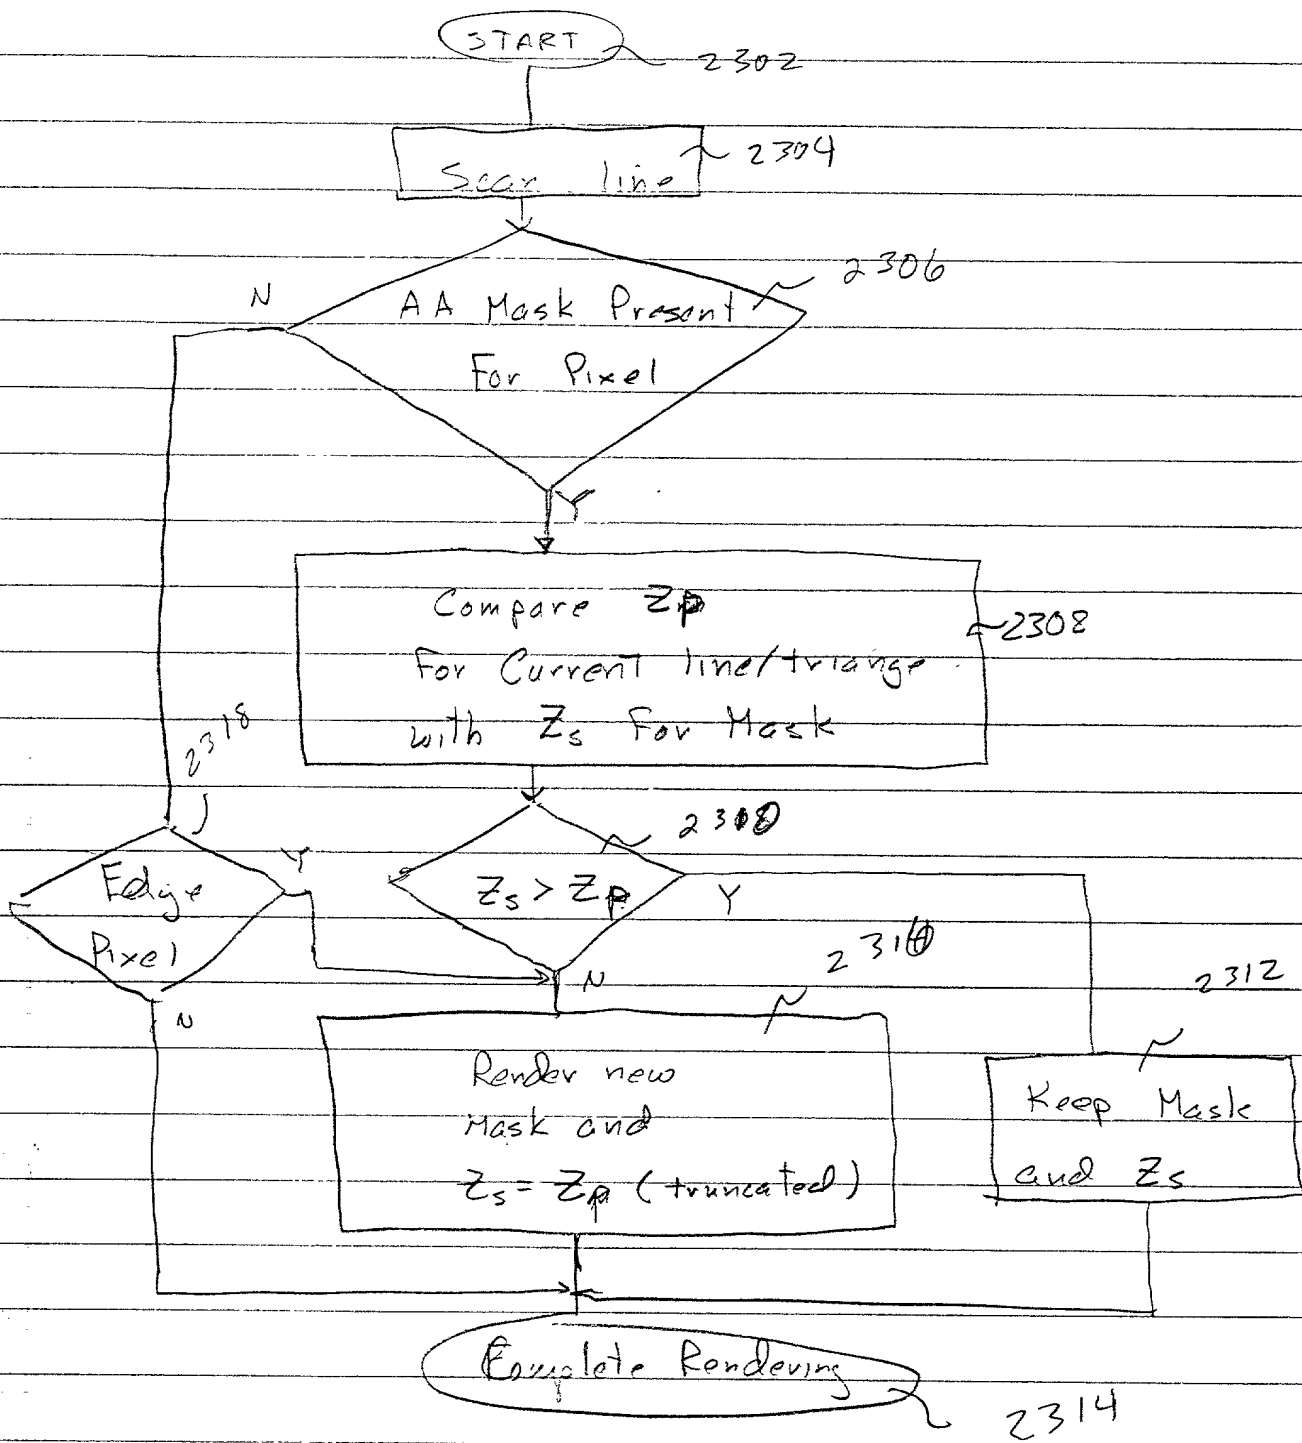 START
2302
Scan line
2304
2306
N
AA Mask Present
For Pixel
Y
Compare Zp
For Current line/triange
with Zs For Mask
2308
2318
2310
Edge
Pixel
Y
Zs > Zp
Y
N
N
2312
Render new
Mask and
Zs = Zp (truncated)
Keep Mask
and Zs
Complete Rendering
2314